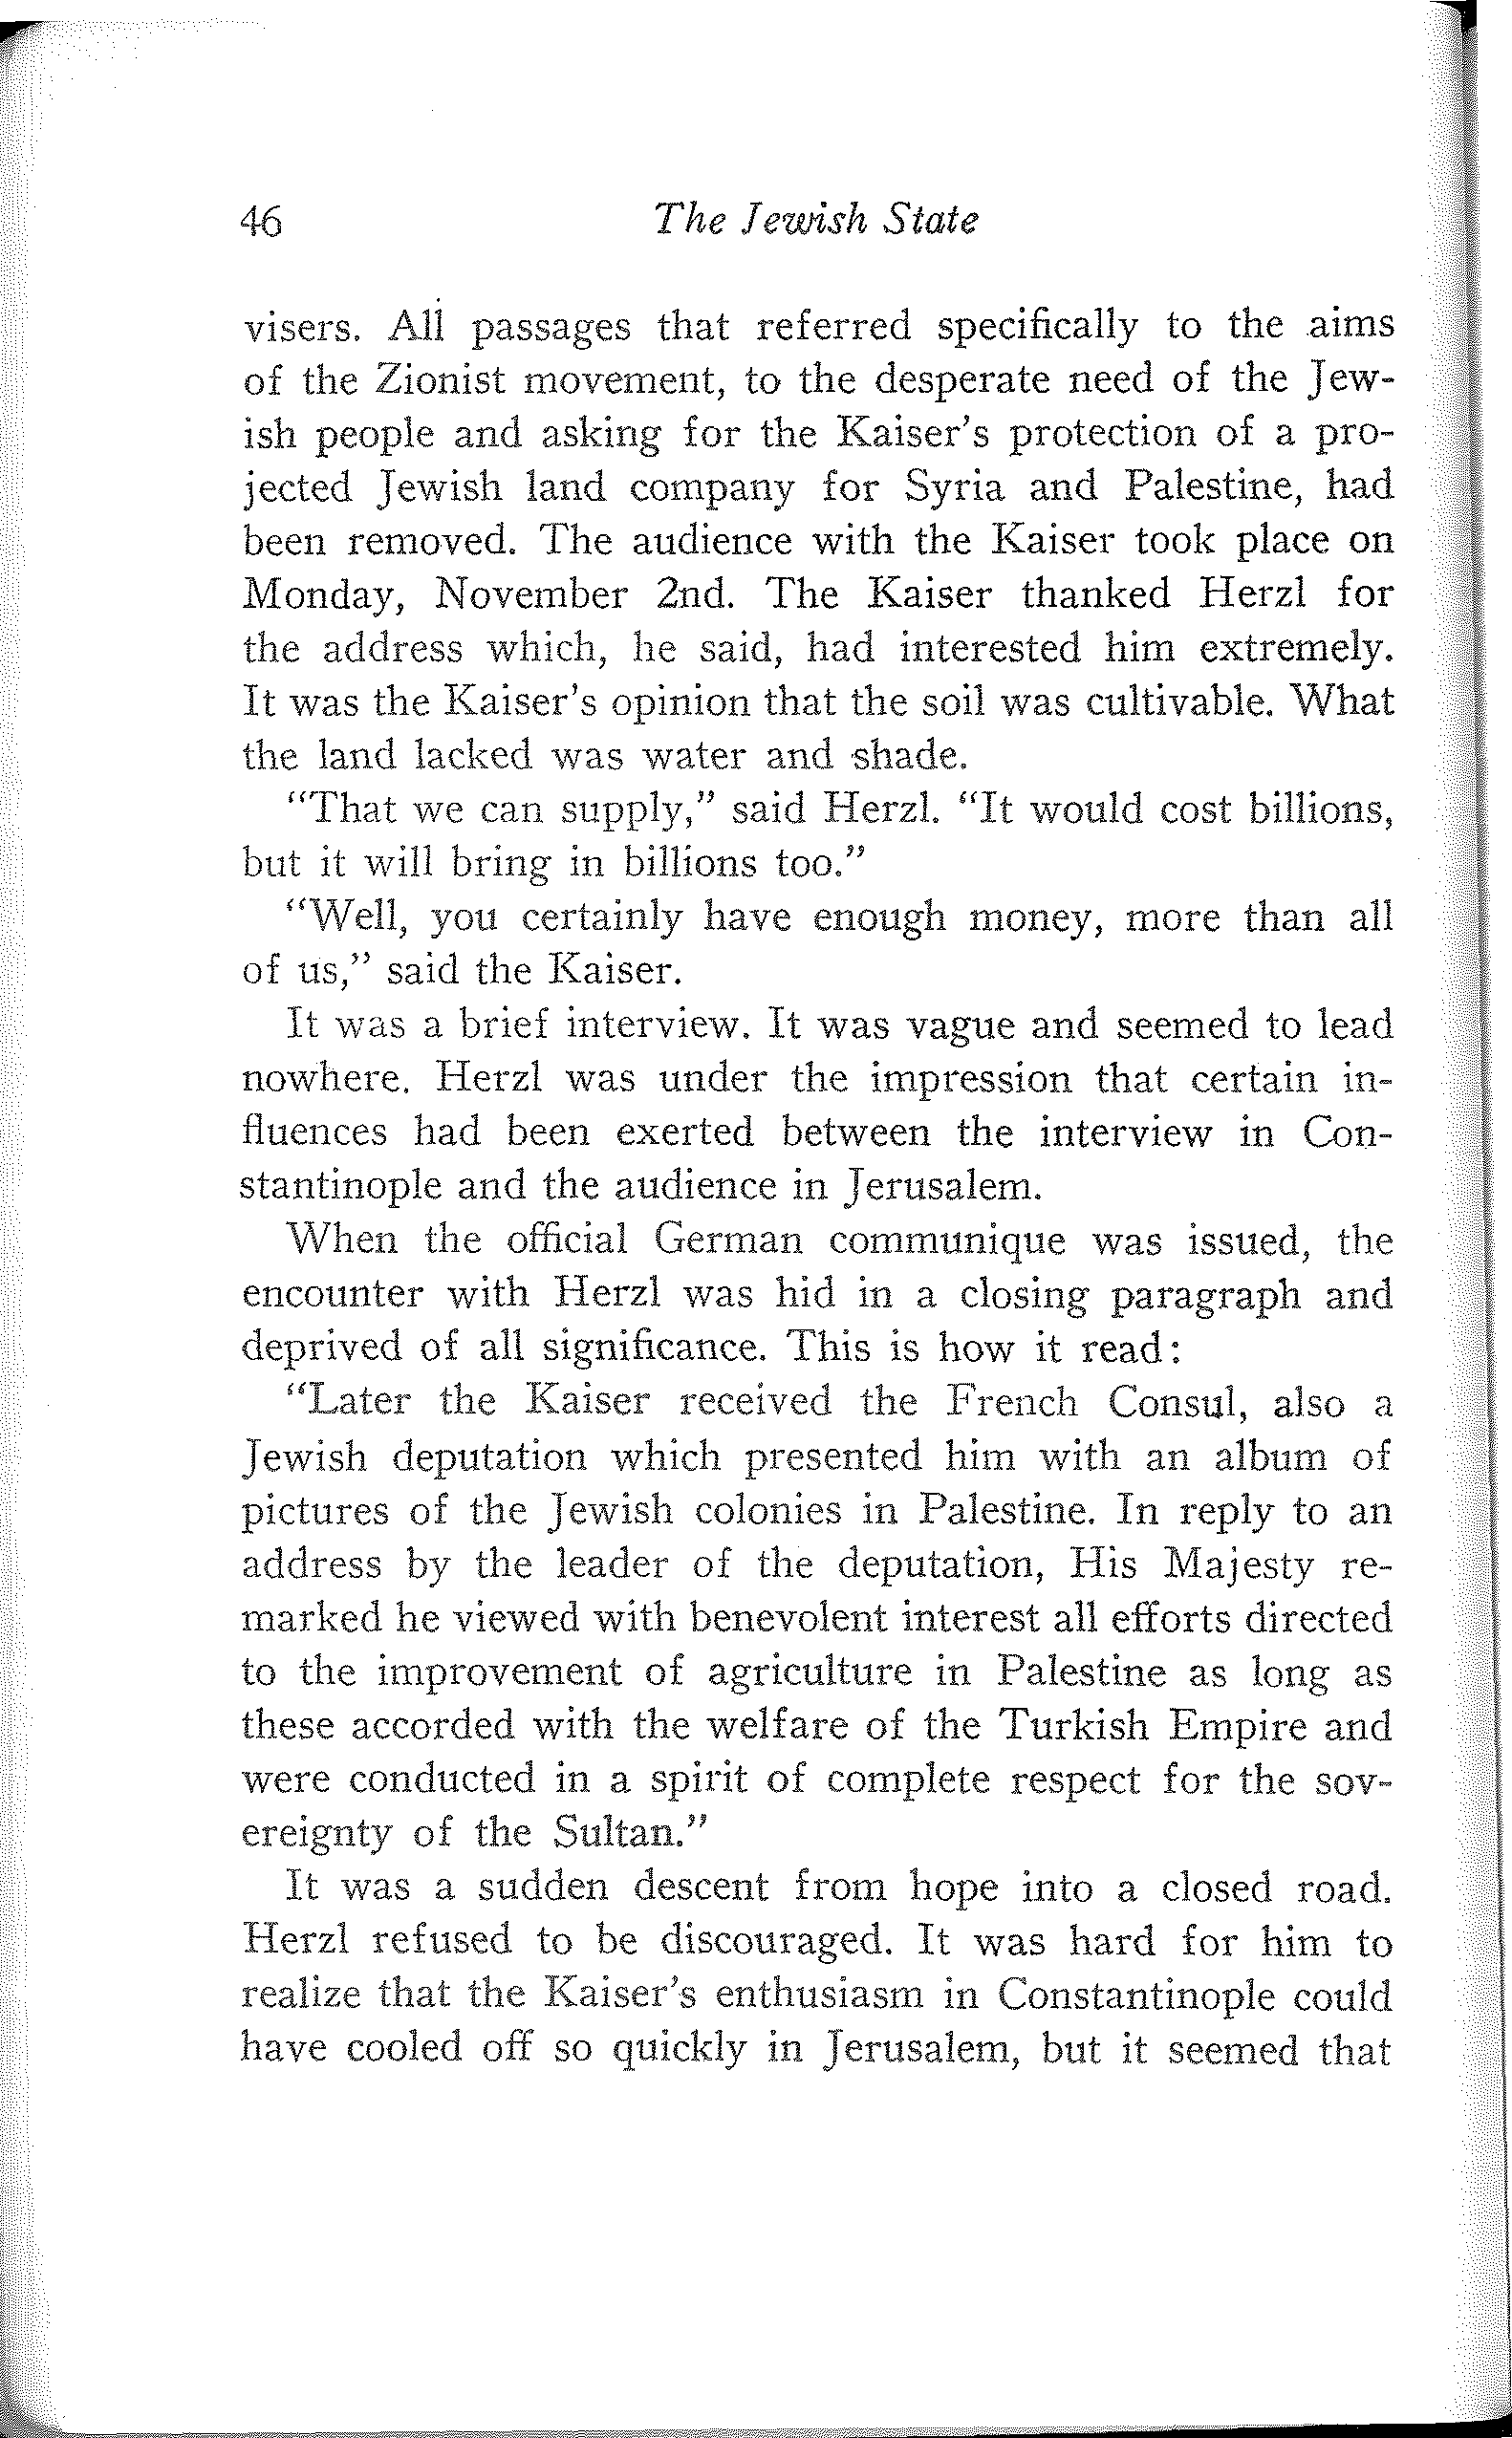 46 The Jewish State
visers. All passages that referred specifically to the aims
of the Zionist movement, to the desperate need of the Jew-
ish people and asking for the Kaiser's protection of a pro-
jected Jewish land company for Syria and Palestine, had
been removed. The audience with the Kaiser took place on
Monday, November 2nd. The Kaiser thanked Herzl for
the address which, he said, had interested him extremely.
It was the Kaiser's opinion that the soil was cultivable. What
the land lacked was water and shade.
"That we can supply," said Herzl. "It would cost billions,
but it will bring in billions too."
"Well, you certainly have enough money, more than all
of us," said the Kaiser.
It was a brief interview. It was vague and seemed to lead
nowhere. Herzl was under the impression that certain in-
fluences had been exerted between the interview in Con-
stantinople and the audience in Jerusalem.
When the official German communique was issued, the
encounter with Herzl was hid in a closing paragraph and
deprived of all significance. This is how it read:
"Later the Kaiser received the French Consul, also a
Jewish deputation which presented him with an album of
pictures of the Jewish colonies in Palestine. In reply to an
address by the leader of the deputation, His Majesty re-
marked he viewed with benevolent interest all efforts directed
to the improvement of agriculture in Palestine as long as
these accorded with the welfare of the Turkish Empire and
were conducted in a spirit of complete respect for the sov-
ereignty of the Sultan."
It was a sudden descent from hope into a closed road.
Herzl refused to be discouraged. It was hard for him to
realize that the Kaiser's enthusiasm in Constantinople could
have cooled off so quickly in Jerusalem, but it seemed that